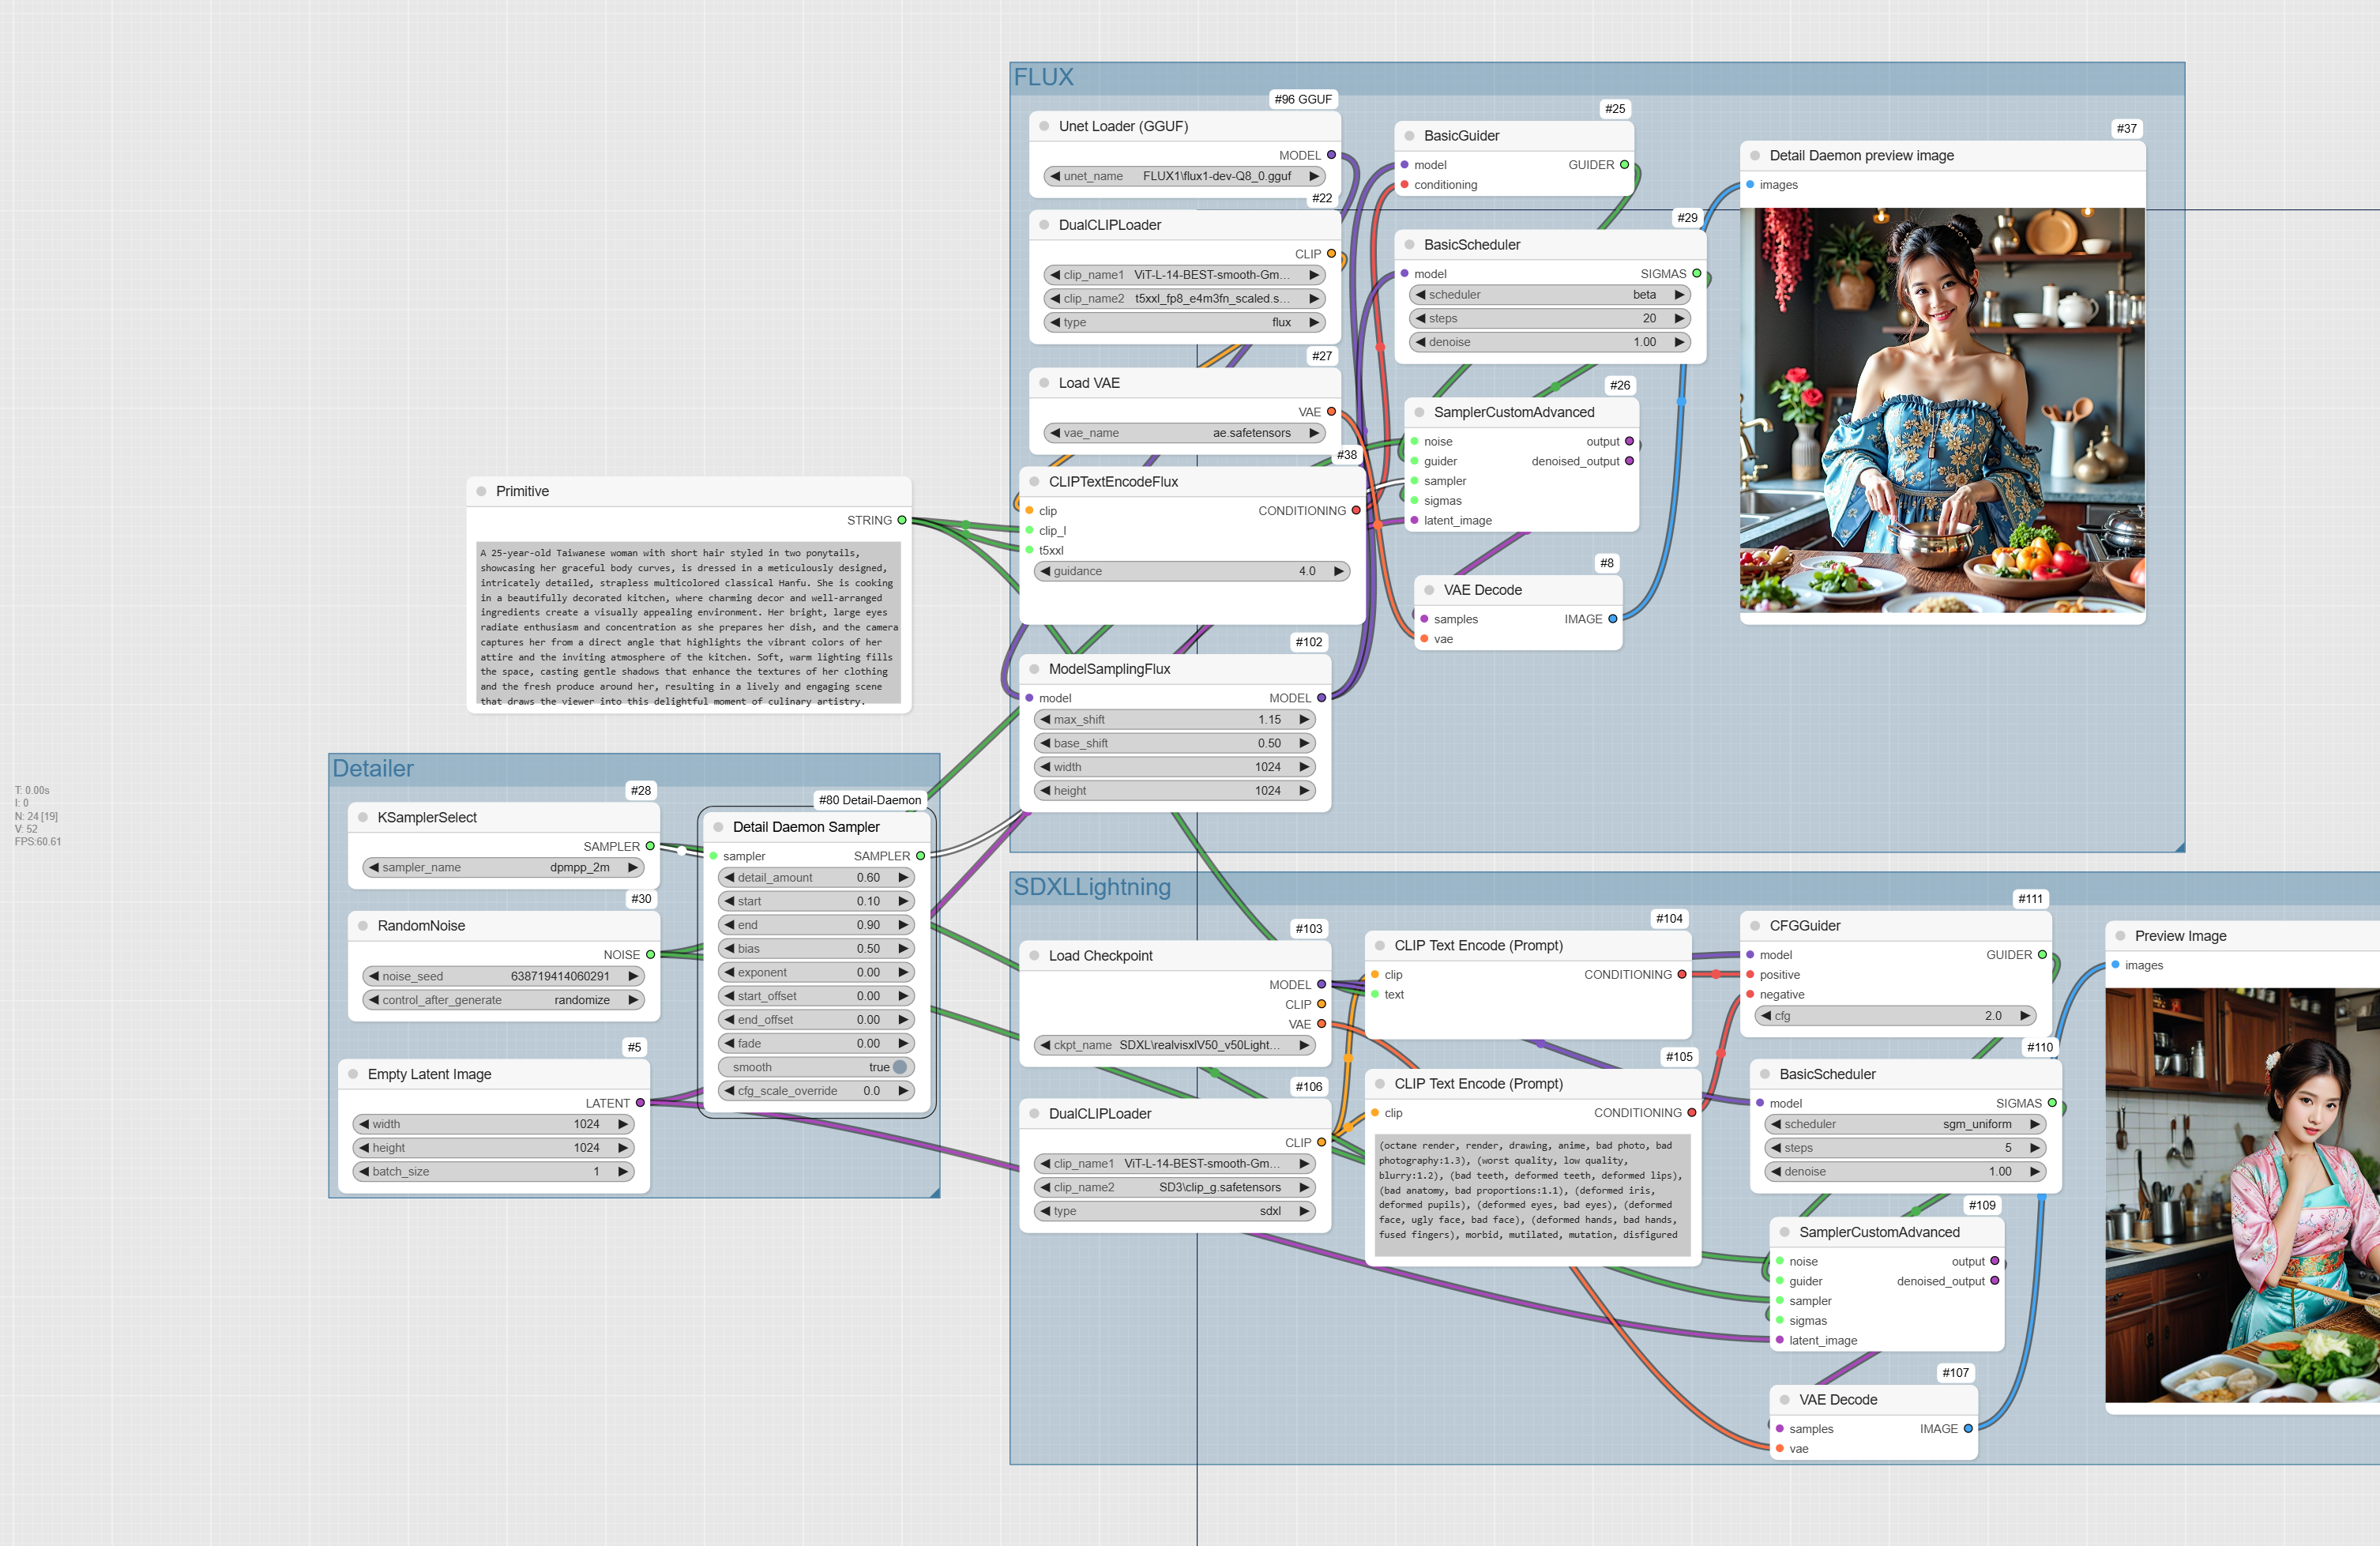 FLUX
#96 GGUF
Unet Loader (GGUF)
MODEL
unet_name FLUX1\flux1-dev-Q8_0.gguf
#22
DualCLIPLoader
CLIP
clip_name1 ViT-L-14-BEST-smooth-Gm...
clip_name2 t5xxl_fp8_e4m3fn_scaled.s...
type flux
#27
Load VAE
VAE
vae_name ae.safetensors
#38
CLIPTextEncodeFlux
clip CONDITIONING
clip_l
t5xxl
guidance 4.0
#102
ModelSamplingFlux
model MODEL
max_shift 1.15
base_shift 0.50
width 1024
height 1024
#25
BasicGuider
model GUIDER
conditioning
#29
BasicScheduler
model SIGMAS
scheduler beta
steps 20
denoise 1.00
#26
SamplerCustomAdvanced
noise output
guider denoised_output
sampler
sigmas
latent_image
#8
VAE Decode
samples IMAGE
vae
#37
Detail Daemon preview image
images
Primitive
STRING
A 25-year-old Taiwanese woman with short hair styled in two ponytails,
showcasing her graceful body curves, is dressed in a meticulously designed,
intricately detailed, strapless multicolored classical Hanfu. She is cooking
in a beautifully decorated kitchen, where charming decor and well-arranged
ingredients create a visually appealing environment. Her bright, large eyes
radiate enthusiasm and concentration as she prepares her dish, and the camera
captures her from a direct angle that highlights the vibrant colors of her
attire and the inviting atmosphere of the kitchen. Soft, warm lighting fills
the space, casting gentle shadows that enhance the textures of her clothing
and the fresh produce around her, resulting in a lively and engaging scene
that draws the viewer into this delightful moment of culinary artistry.
T: 0.00s
I: 0
N: 24 [19]
V: 52
FPS:60.61
Detailer
#28
KSamplerSelect
SAMPLER
sampler_name dpmpp_2m
#30
RandomNoise
NOISE
noise_seed 638719414060291
control_after_generate randomize
#5
Empty Latent Image
LATENT
width 1024
height 1024
batch_size 1
#80 Detail-Daemon
Detail Daemon Sampler
sampler SAMPLER
detail_amount 0.60
start 0.10
end 0.90
bias 0.50
exponent 0.00
start_offset 0.00
end_offset 0.00
fade 0.00
smooth true
cfg_scale_override 0.0
SDXLLightning
#103
Load Checkpoint
MODEL
CLIP
VAE
ckpt_name SDXL\realvisxlV50_v50Light...
#106
DualCLIPLoader
CLIP
clip_name1 ViT-L-14-BEST-smooth-Gm...
clip_name2 SD3\clip_g.safetensors
type sdxl
#104
CLIP Text Encode (Prompt)
clip CONDITIONING
text
#105
CLIP Text Encode (Prompt)
clip CONDITIONING
(octane render, render, drawing, anime, bad photo, bad
photography:1.3), (worst quality, low quality,
blurry:1.2), (bad teeth, deformed teeth, deformed lips),
(bad anatomy, bad proportions:1.1), (deformed iris,
deformed pupils), (deformed eyes, bad eyes), (deformed
face, ugly face, bad face), (deformed hands, bad hands,
fused fingers), morbid, mutilated, mutation, disfigured
#111
CFGGuider
model GUIDER
positive
negative
cfg 2.0
#110
BasicScheduler
model SIGMAS
scheduler sgm_uniform
steps 5
denoise 1.00
#109
SamplerCustomAdvanced
noise output
guider denoised_output
sampler
sigmas
latent_image
#107
VAE Decode
samples IMAGE
vae
Preview Image
images